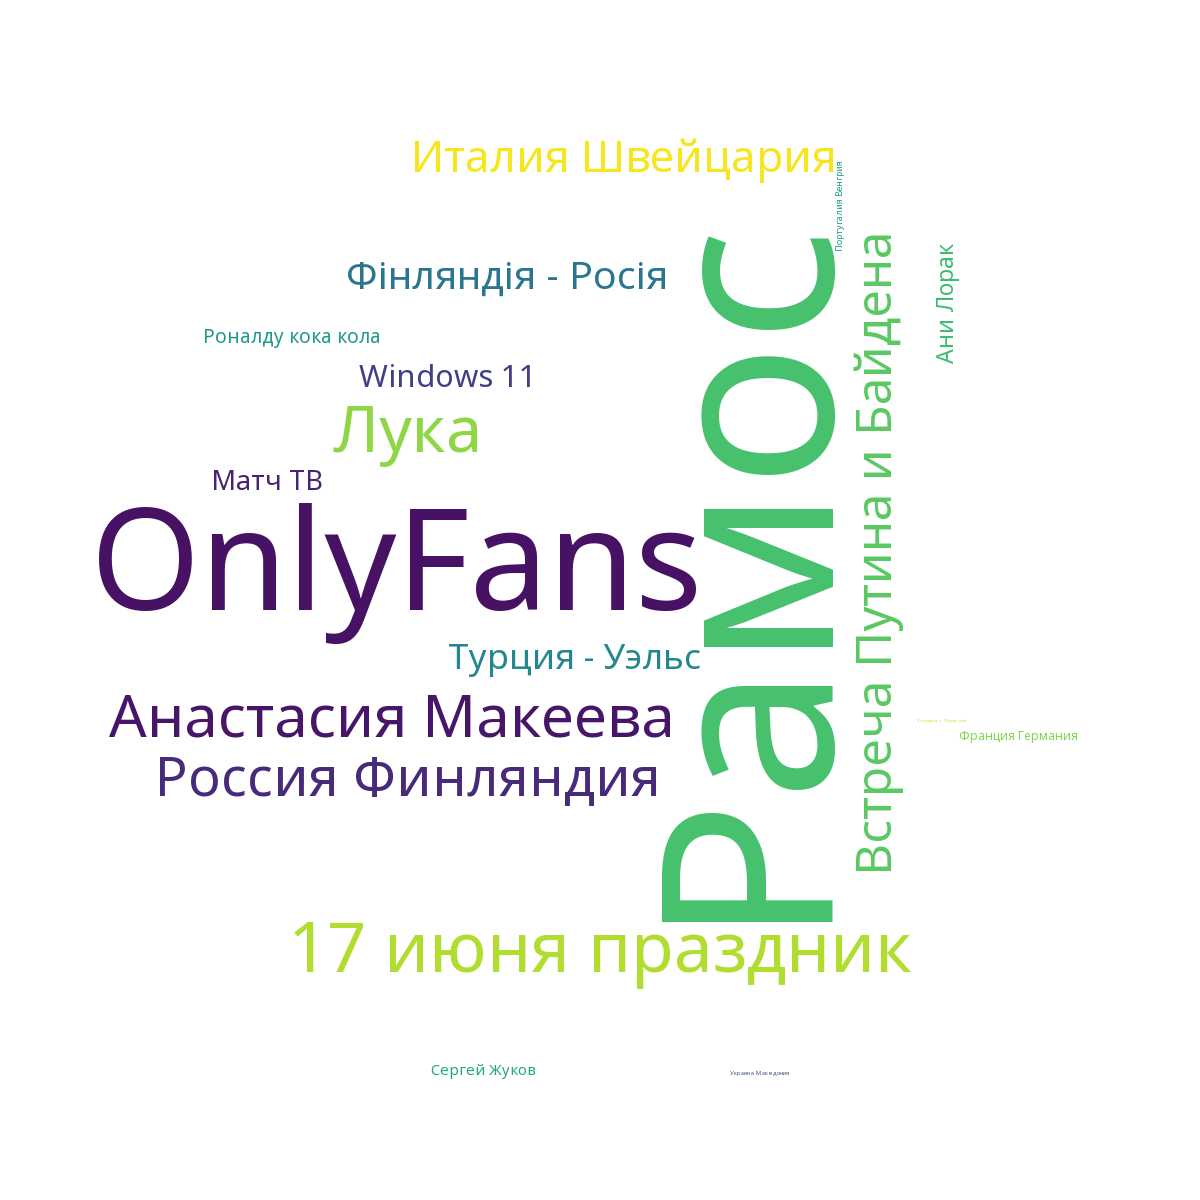 Италия Швейцария
Португалия Венгрия
Фінляндія - Росія
Ани Лорак
Роналду кока кола
Windows 11
Лука
Матч ТВ
OnlyFans
Рамос
Встреча Путина и Байдена
Турция - Уэльс
Анастасия Макеева
Франция Германия
Россия Финляндия
17 июня праздник
Сергей Жуков
Украина Македония